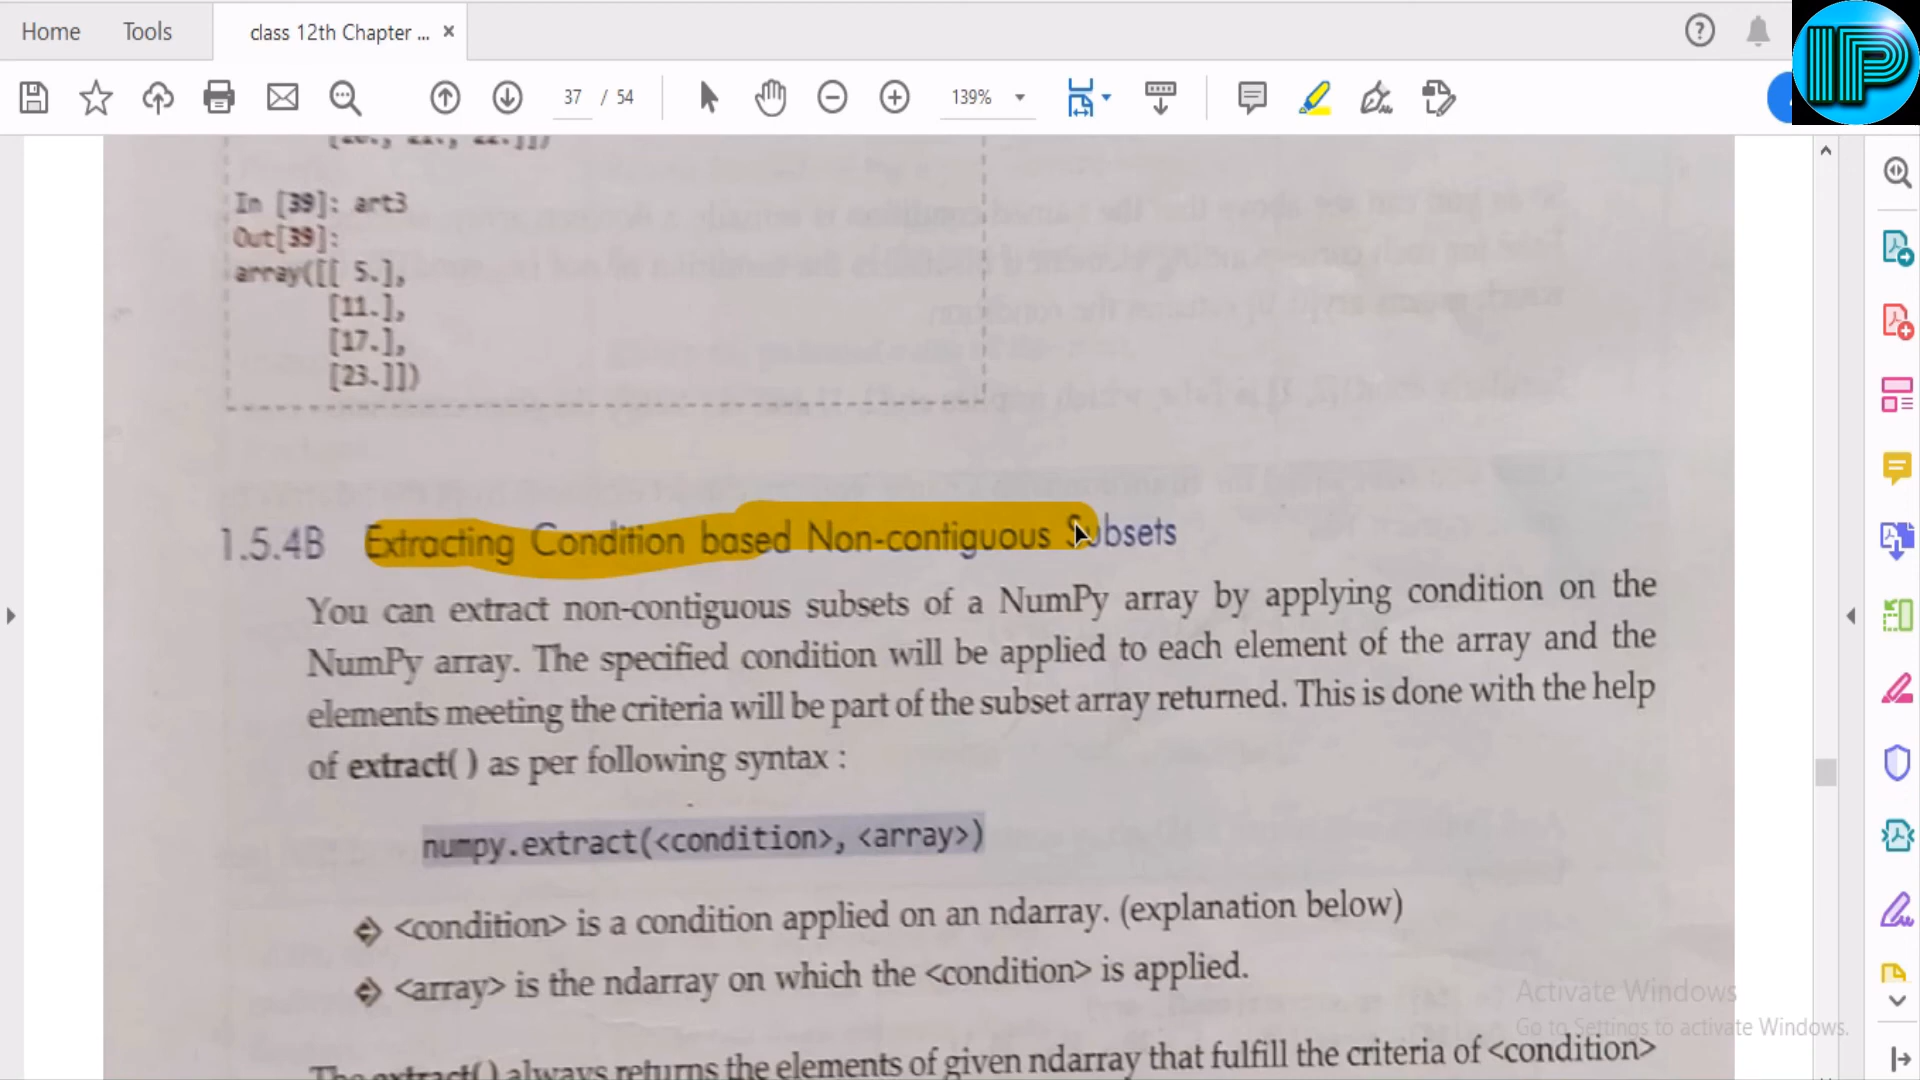 Home Tools class 12th Chapter ... ×
37 / 54 139%
IP
[20., 21., 22.]])
In [39]: art3
Out[39]:
array([[ 5.],
[11.],
[17.],
[23.]])
1.5.4B Extracting Condition based Non-contiguous Subsets
You can extract non-contiguous subsets of a NumPy array by applying condition on the
NumPy array. The specified condition will be applied to each element of the array and the
elements meeting the criteria will be part of the subset array returned. This is done with the help
of extract( ) as per following syntax :
numpy.extract(<condition>, <array>)
<condition> is a condition applied on an ndarray. (explanation below)
<array> is the ndarray on which the <condition> is applied.
The extract( ) always returns the elements of given ndarray that fulfill the criteria of <condition>
Activate Windows
Go to Settings to activate Windows.